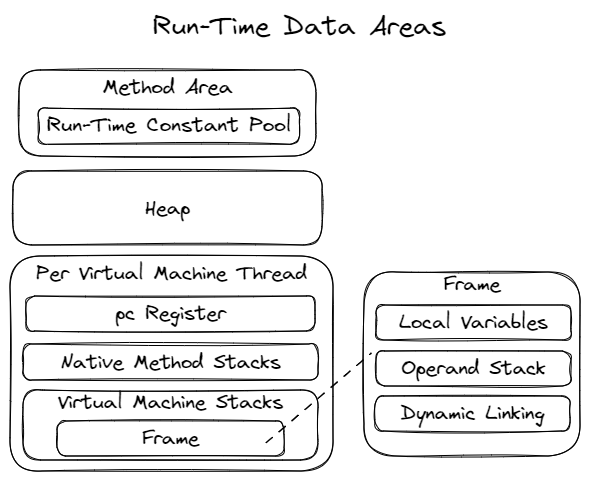 Run-Time Data Areas
Method Area
Run-Time Constant Pool
Heap
Per Virtual Machine Thread
pc Register
Native Method Stacks
Virtual Machine Stacks
Frame
Frame
Local Variables
Operand Stack
Dynamic Linking